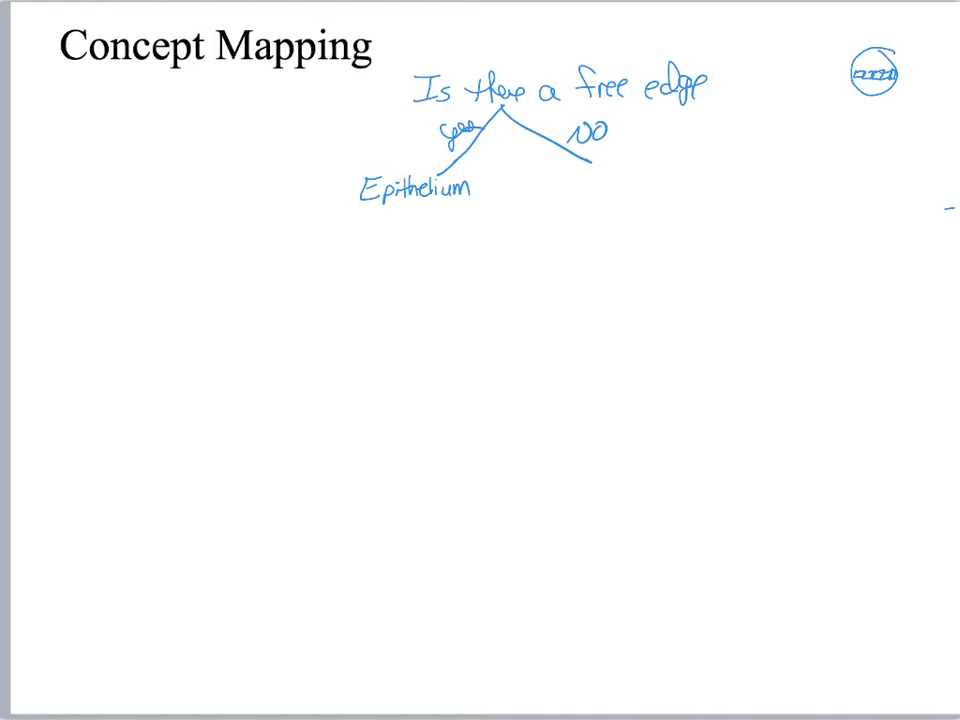 Concept Mapping
Is there a free edge
yes NO
Epithelium